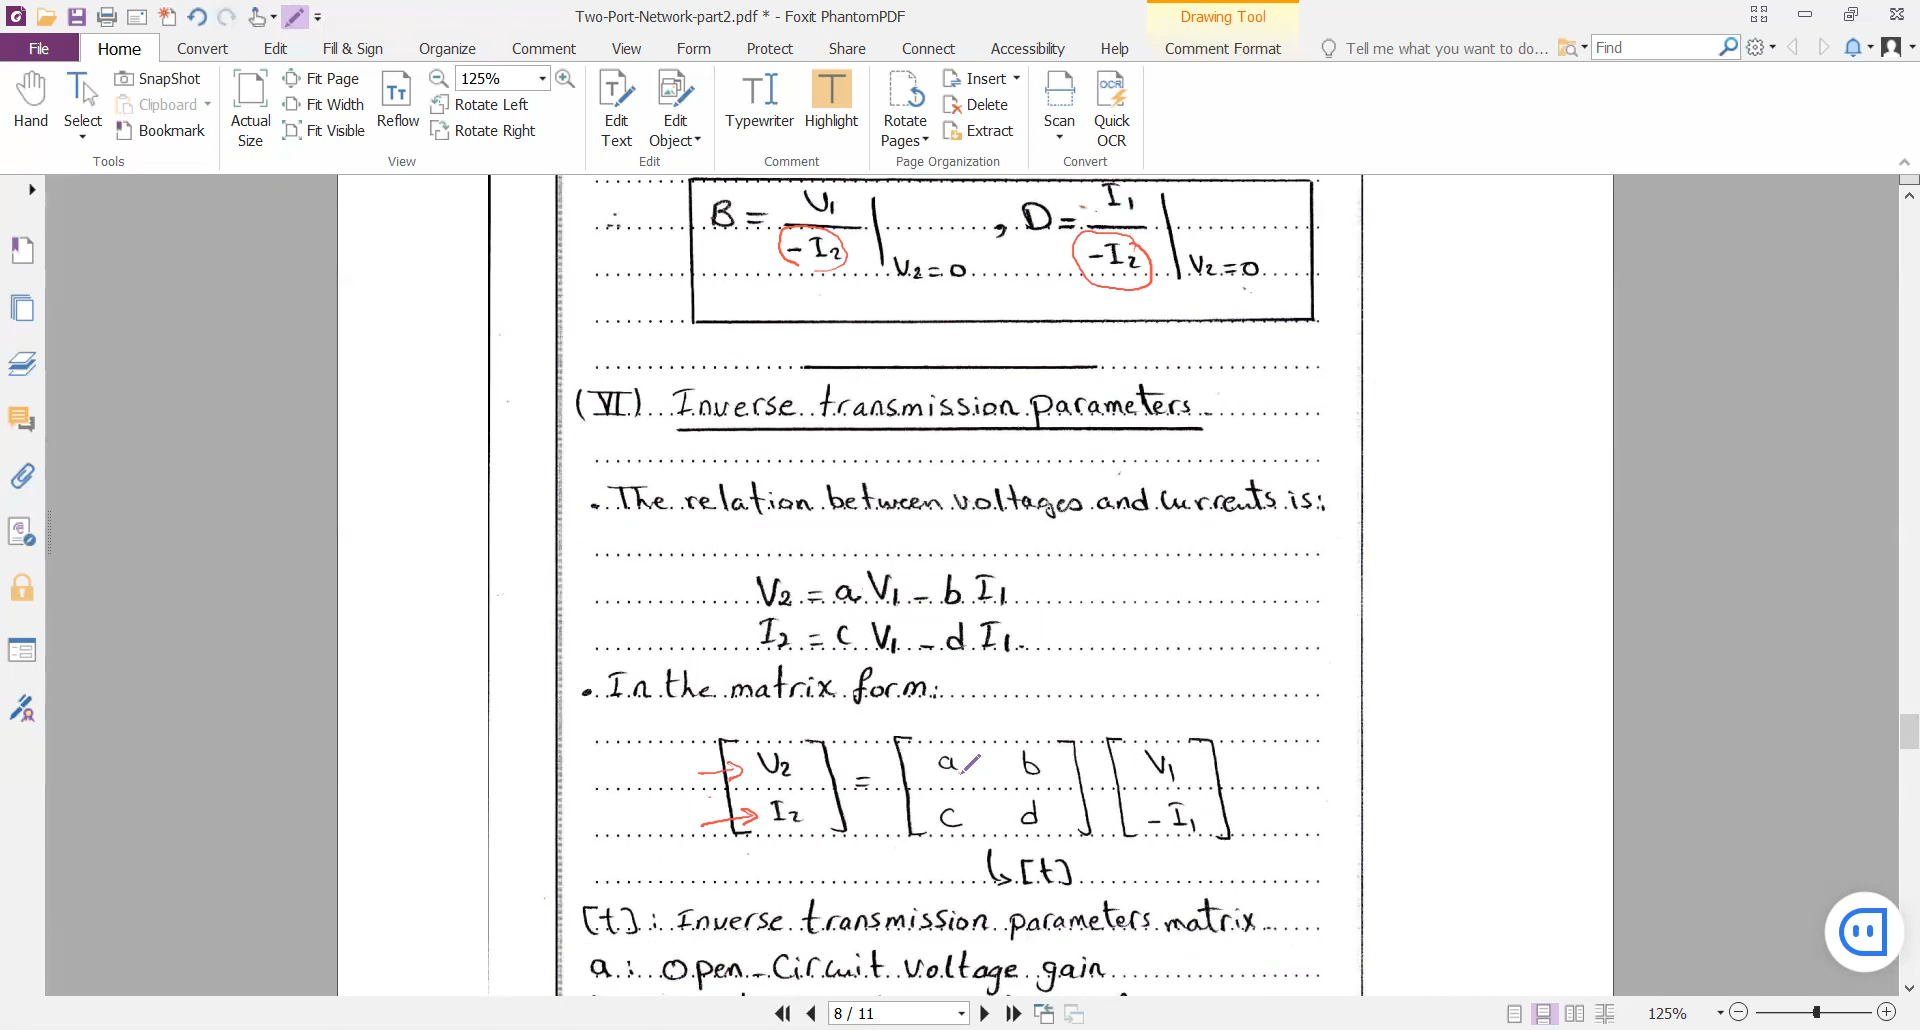 Two-Port-Network-part2.pdf * - Foxit PhantomPDF
Drawing Tool
File Home Convert Edit Fill & Sign Organize Comment View Form Protect Share Connect Accessibility Help Comment Format Tell me what you want to do... Find
Hand
Select
SnapShot
Clipboard
Bookmark
Tools
Actual Size
Fit Page
Fit Width
Fit Visible
Reflow
125%
Rotate Left
Rotate Right
View
Edit Text
Edit Object
Edit
Typewriter
Highlight
Comment
Rotate Pages
Insert
Delete
Extract
Page Organization
Scan
Quick OCR
Convert
∴ B = V1 / -I2 | V2=0 , D = I1 / -I2 | V2=0
(VI) Inverse transmission parameters
. The relation between voltages and currents is:
V2 = a V1 - b I1
I2 = c V1 - d I1.
. In the matrix form:
[V2 I2] = [a b c d] [V1 -I1]
↳ [t]
[t]: Inverse transmission parameters matrix
a: Open-Circuit voltage gain
8 / 11
125%